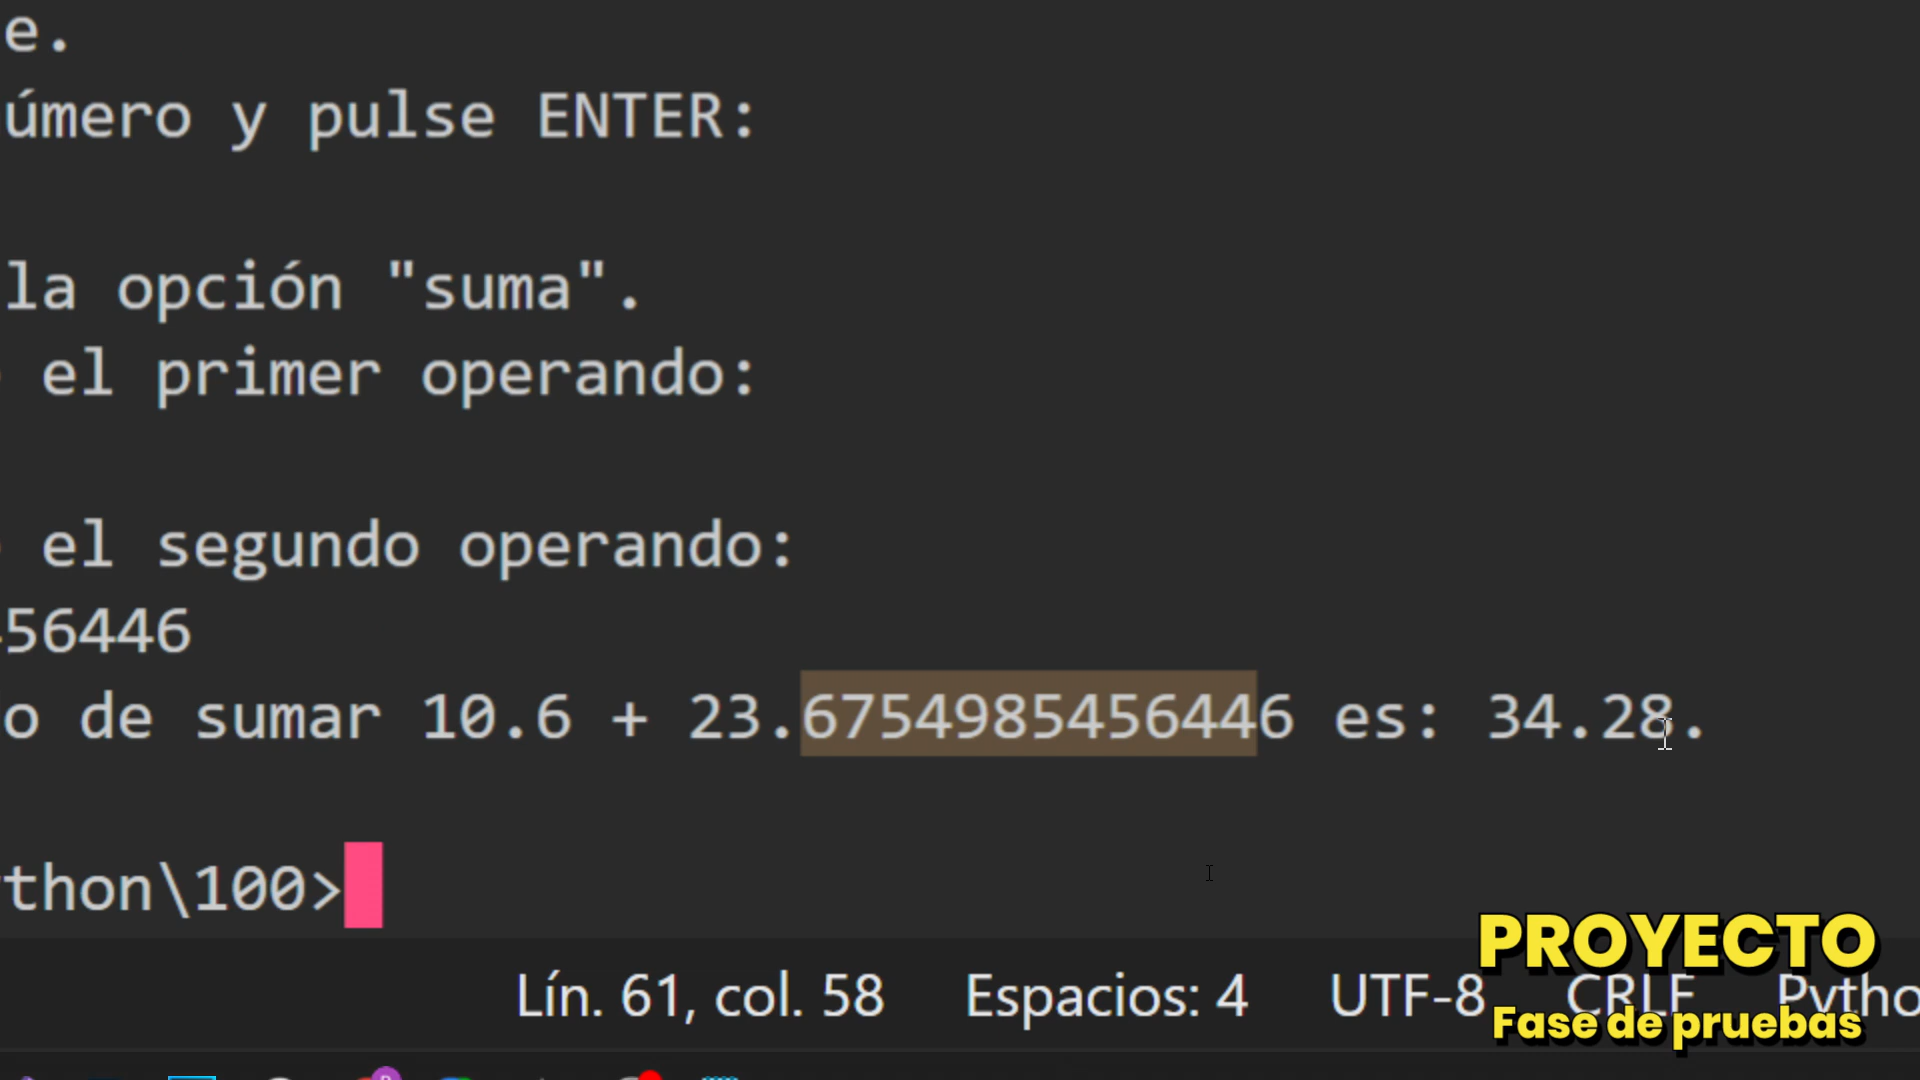 e.
úmero y pulse ENTER:
la opción "suma".
el primer operando:
el segundo operando:
56446
o de sumar 10.6 + 23.6754985456446 es: 34.28.
thon\100>
Lín. 61, col. 58 Espacios: 4 UTF-8 CRLF Pytho
PROYECTO
Fase de pruebas